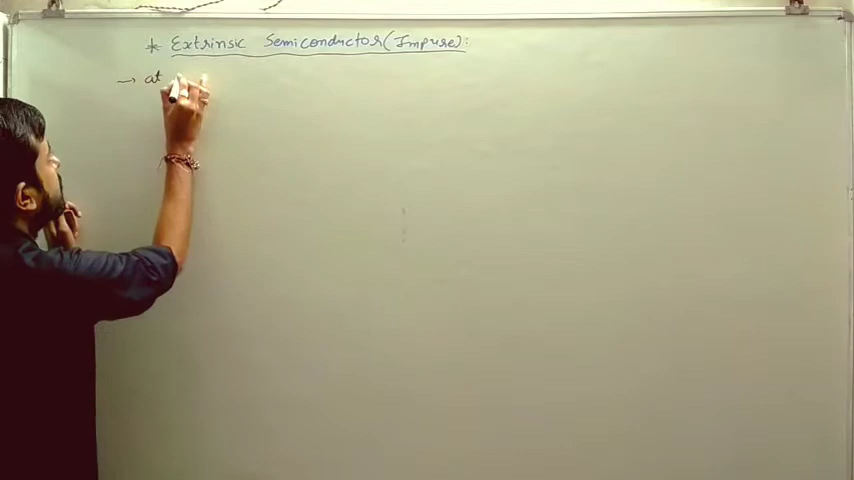 * Extrinsic Semiconductor (Impure):
→ at